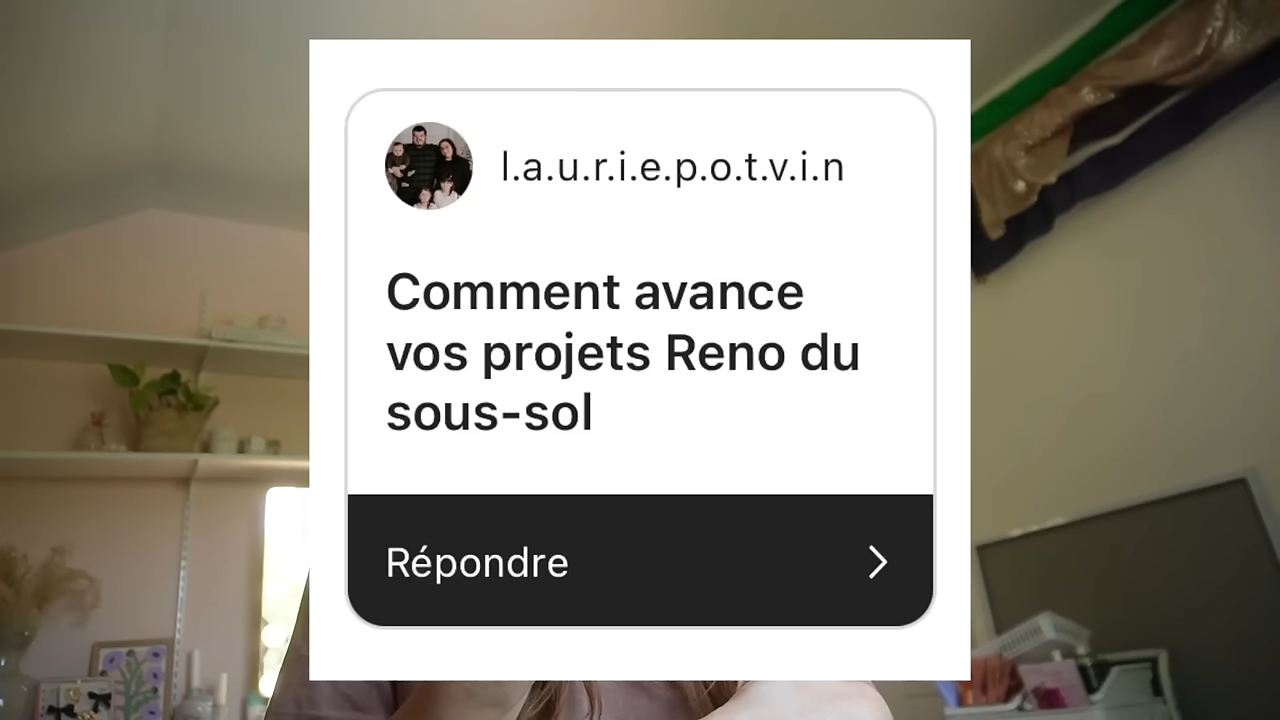 l.a.u.r.i.e.p.o.t.v.i.n
Comment avance
vos projets Reno du
sous-sol
Répondre